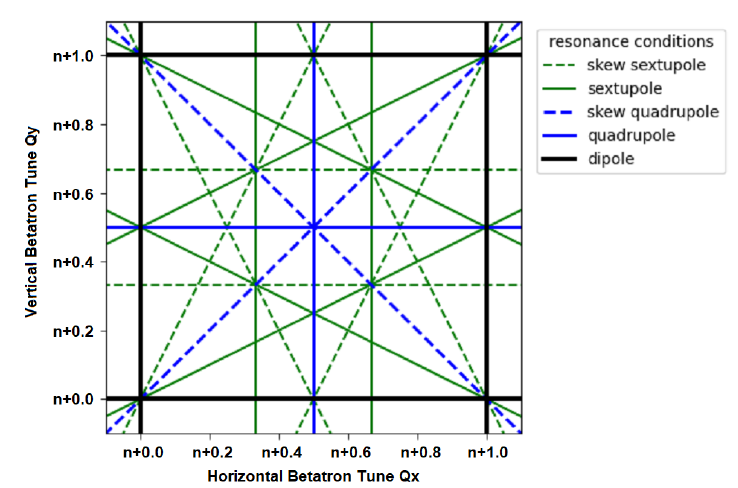 resonance conditions
skew sextupole
sextupole
skew quadrupole
quadrupole
dipole
Vertical Betatron Tune Qy
n+1.0
n+0.8
n+0.6
n+0.4
n+0.2
n+0.0
n+0.0 n+0.2 n+0.4 n+0.6 n+0.8 n+1.0
Horizontal Betatron Tune Qx